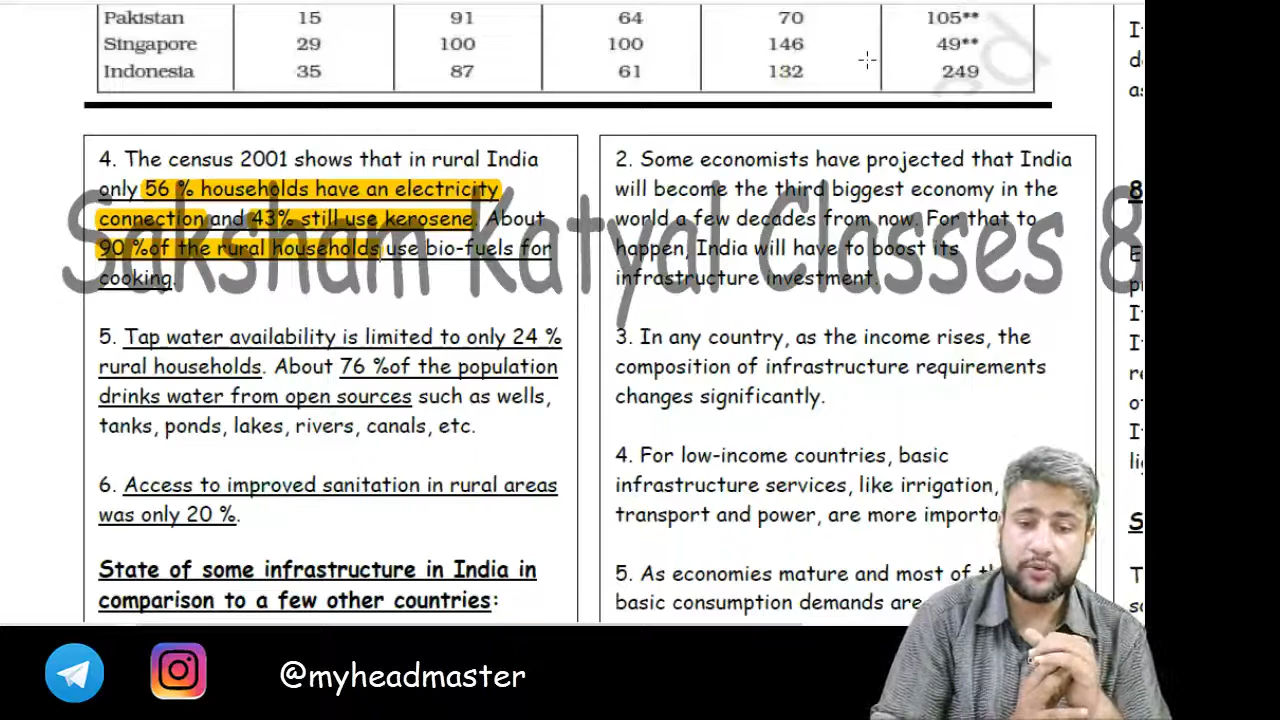 Pakistan 15 91 64 70 105**
Singapore 29 100 100 146 49**
Indonesia 35 87 61 132 249
4. The census 2001 shows that in rural India
only 56 % households have an electricity
connection and 43% still use kerosene. About
90 %of the rural households use bio-fuels for
cooking.
5. Tap water availability is limited to only 24 %
rural households. About 76 %of the population
drinks water from open sources such as wells,
tanks, ponds, lakes, rivers, canals, etc.
6. Access to improved sanitation in rural areas
was only 20 %.
State of some infrastructure in India in
comparison to a few other countries:
2. Some economists have projected that India
will become the third biggest economy in the
world a few decades from now. For that to
happen, India will have to boost its
infrastructure investment.
3. In any country, as the income rises, the
composition of infrastructure requirements
changes significantly.
4. For low-income countries, basic
infrastructure services, like irrigation,
transport and power, are more importa
5. As economies mature and most of
basic consumption demands are
Saksham Katyal Classes 8
@myheadmaster